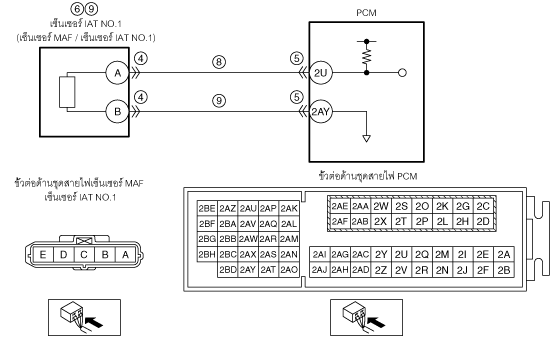 ⑥⑨
เซ็นเซอร์ IAT NO.1
(เซ็นเซอร์ MAF / เซ็นเซอร์ IAT NO.1)
PCM
④ ⑧ ⑤
A 2U
④ ⑨ ⑤
B 2AY
ขั้วต่อด้านชุดสายไฟเซ็นเซอร์ MAF
เซ็นเซอร์ IAT NO.1
E D C B A
ขั้วต่อด้านชุดสายไฟ PCM
2BE 2AZ 2AU 2AP 2AK 2AE 2AA 2W 2S 2O 2K 2G 2C
2BF 2BA 2AV 2AQ 2AL 2AF 2AB 2X 2T 2P 2L 2H 2D
2BG 2BB 2AW 2AR 2AM
2BH 2BC 2AX 2AS 2AN 2AI 2AG 2AC 2Y 2U 2Q 2M 2I 2E 2A
2BD 2AY 2AT 2AO 2AJ 2AH 2AD 2Z 2V 2R 2N 2J 2F 2B